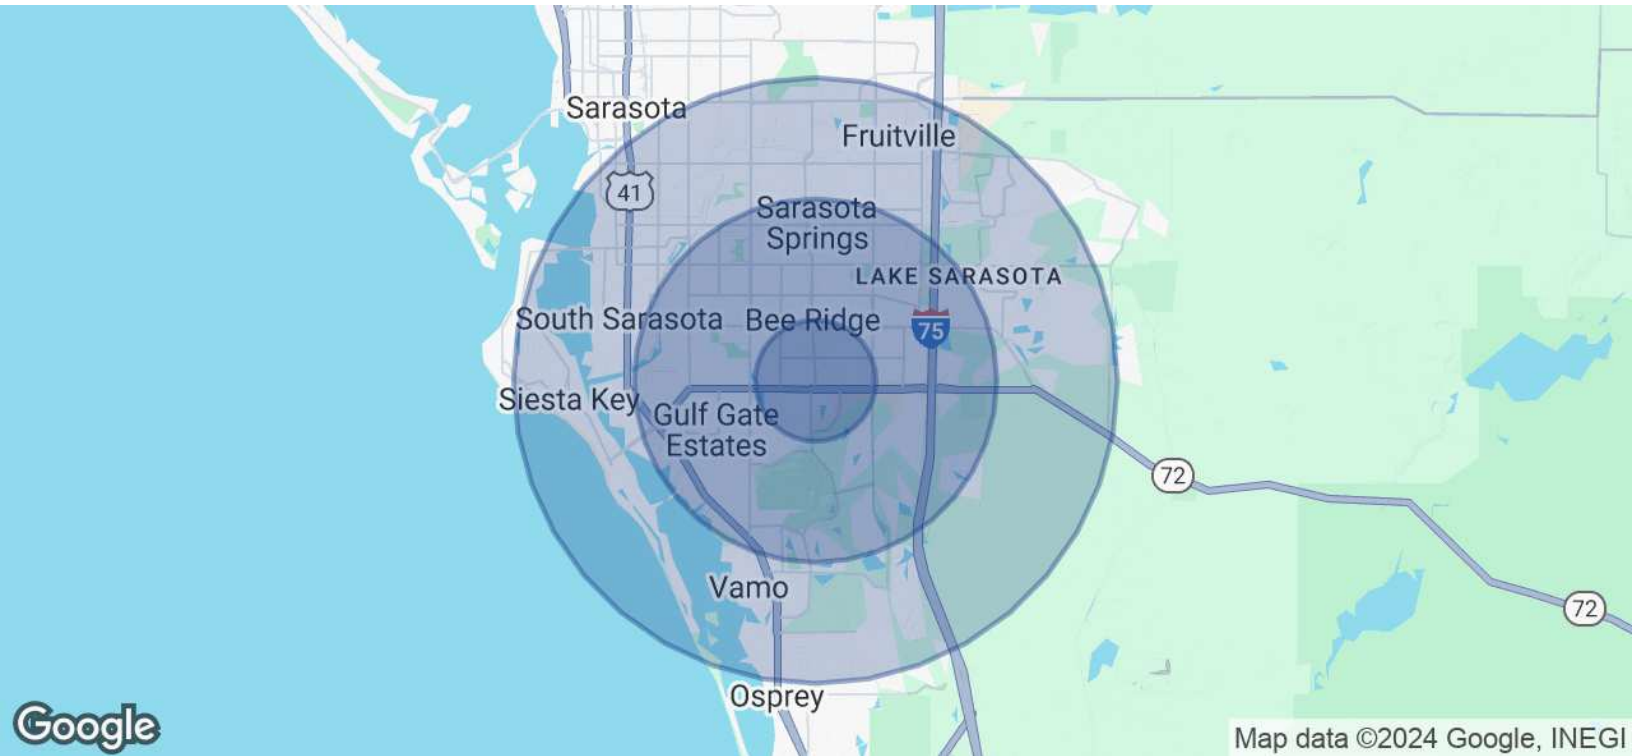 Sarasota
Fruitville
41
Sarasota
Springs
LAKE SARASOTA
South Sarasota
Bee Ridge
75
Siesta Key
Gulf Gate
Estates
72
Vamo
72
Osprey
Google
Map data ©2024 Google, INEGI